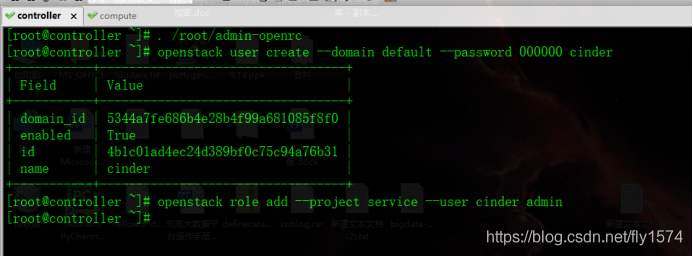 controller × compute
[root@controller ~]# . /root/admin-openrc
[root@controller ~]# openstack user create --domain default --password 000000 cinder
+-----------+----------------------------------+
| Field | Value |
+-----------+----------------------------------+
| domain_id | 5344a7fe686b4e28b4f99a681085f8f0 |
| enabled | True |
| id | 4b1c01ad4ec24d389bf0c75c94a76b31 |
| name | cinder |
+-----------+----------------------------------+
[root@controller ~]# openstack role add --project service --user cinder admin
[root@controller ~]#
https://blog.csdn.net/fly1574